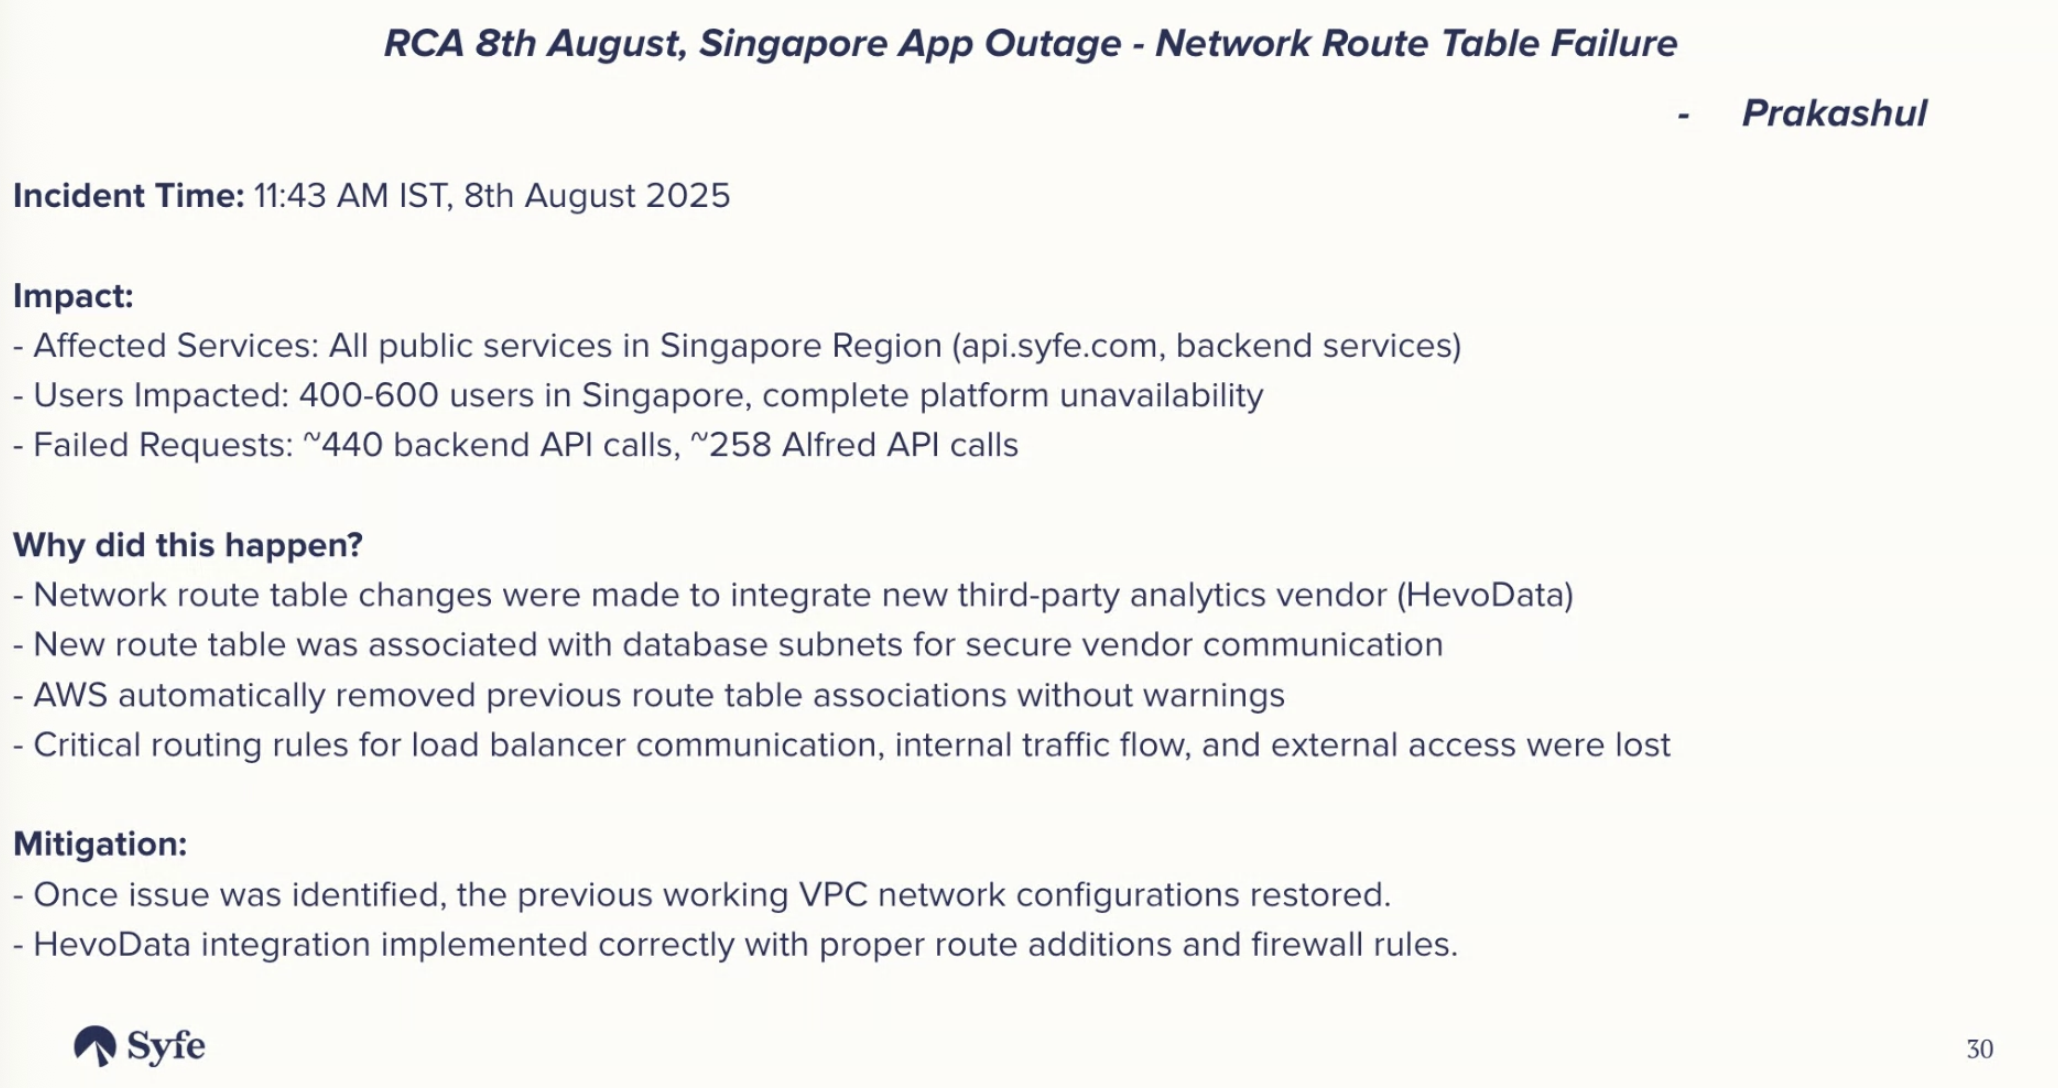 RCA 8th August, Singapore App Outage - Network Route Table Failure
- Prakashul
Incident Time: 11:43 AM IST, 8th August 2025
Impact:
- Affected Services: All public services in Singapore Region (api.syfe.com, backend services)
- Users Impacted: 400-600 users in Singapore, complete platform unavailability
- Failed Requests: ~440 backend API calls, ~258 Alfred API calls
Why did this happen?
- Network route table changes were made to integrate new third-party analytics vendor (HevoData)
- New route table was associated with database subnets for secure vendor communication
- AWS automatically removed previous route table associations without warnings
- Critical routing rules for load balancer communication, internal traffic flow, and external access were lost
Mitigation:
- Once issue was identified, the previous working VPC network configurations restored.
- HevoData integration implemented correctly with proper route additions and firewall rules.
Syfe
30